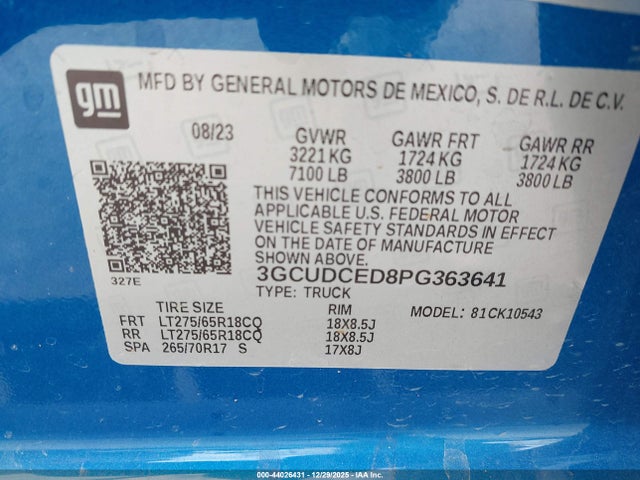 gm
MFD BY GENERAL MOTORS DE MEXICO, S. DE R.L. DE C.V.
08/23 GVWR GAWR FRT GAWR RR
3221 KG 1724 KG 1724 KG
7100 LB 3800 LB 3800 LB
THIS VEHICLE CONFORMS TO ALL
APPLICABLE U.S. FEDERAL MOTOR
VEHICLE SAFETY STANDARDS IN EFFECT
ON THE DATE OF MANUFACTURE
SHOWN ABOVE.
327E
3GCUDCED8PG363641
TYPE: TRUCK
MODEL: 81CK10543
TIRE SIZE RIM
FRT LT275/65R18CQ 18X8.5J
RR LT275/65R18CQ 18X8.5J
SPA 265/70R17 S 17X8J
000-44026431 - 12/29/2025 - IAA Inc.